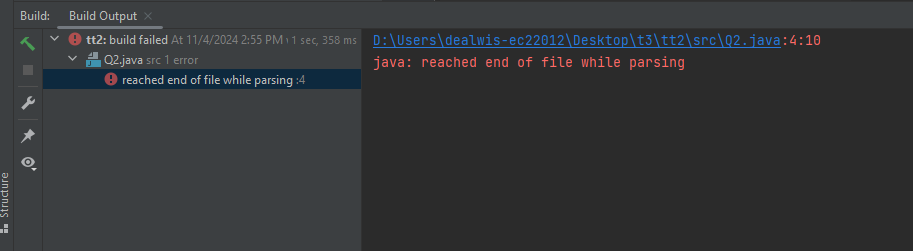 Build: Build Output ×
tt2: build failed At 11/4/2024 2:55 PM 1 sec, 358 ms
Q2.java src 1 error
reached end of file while parsing :4
D:\Users\dealwis-ec22012\Desktop\t3\tt2\src\Q2.java:4:10
java: reached end of file while parsing
Structure